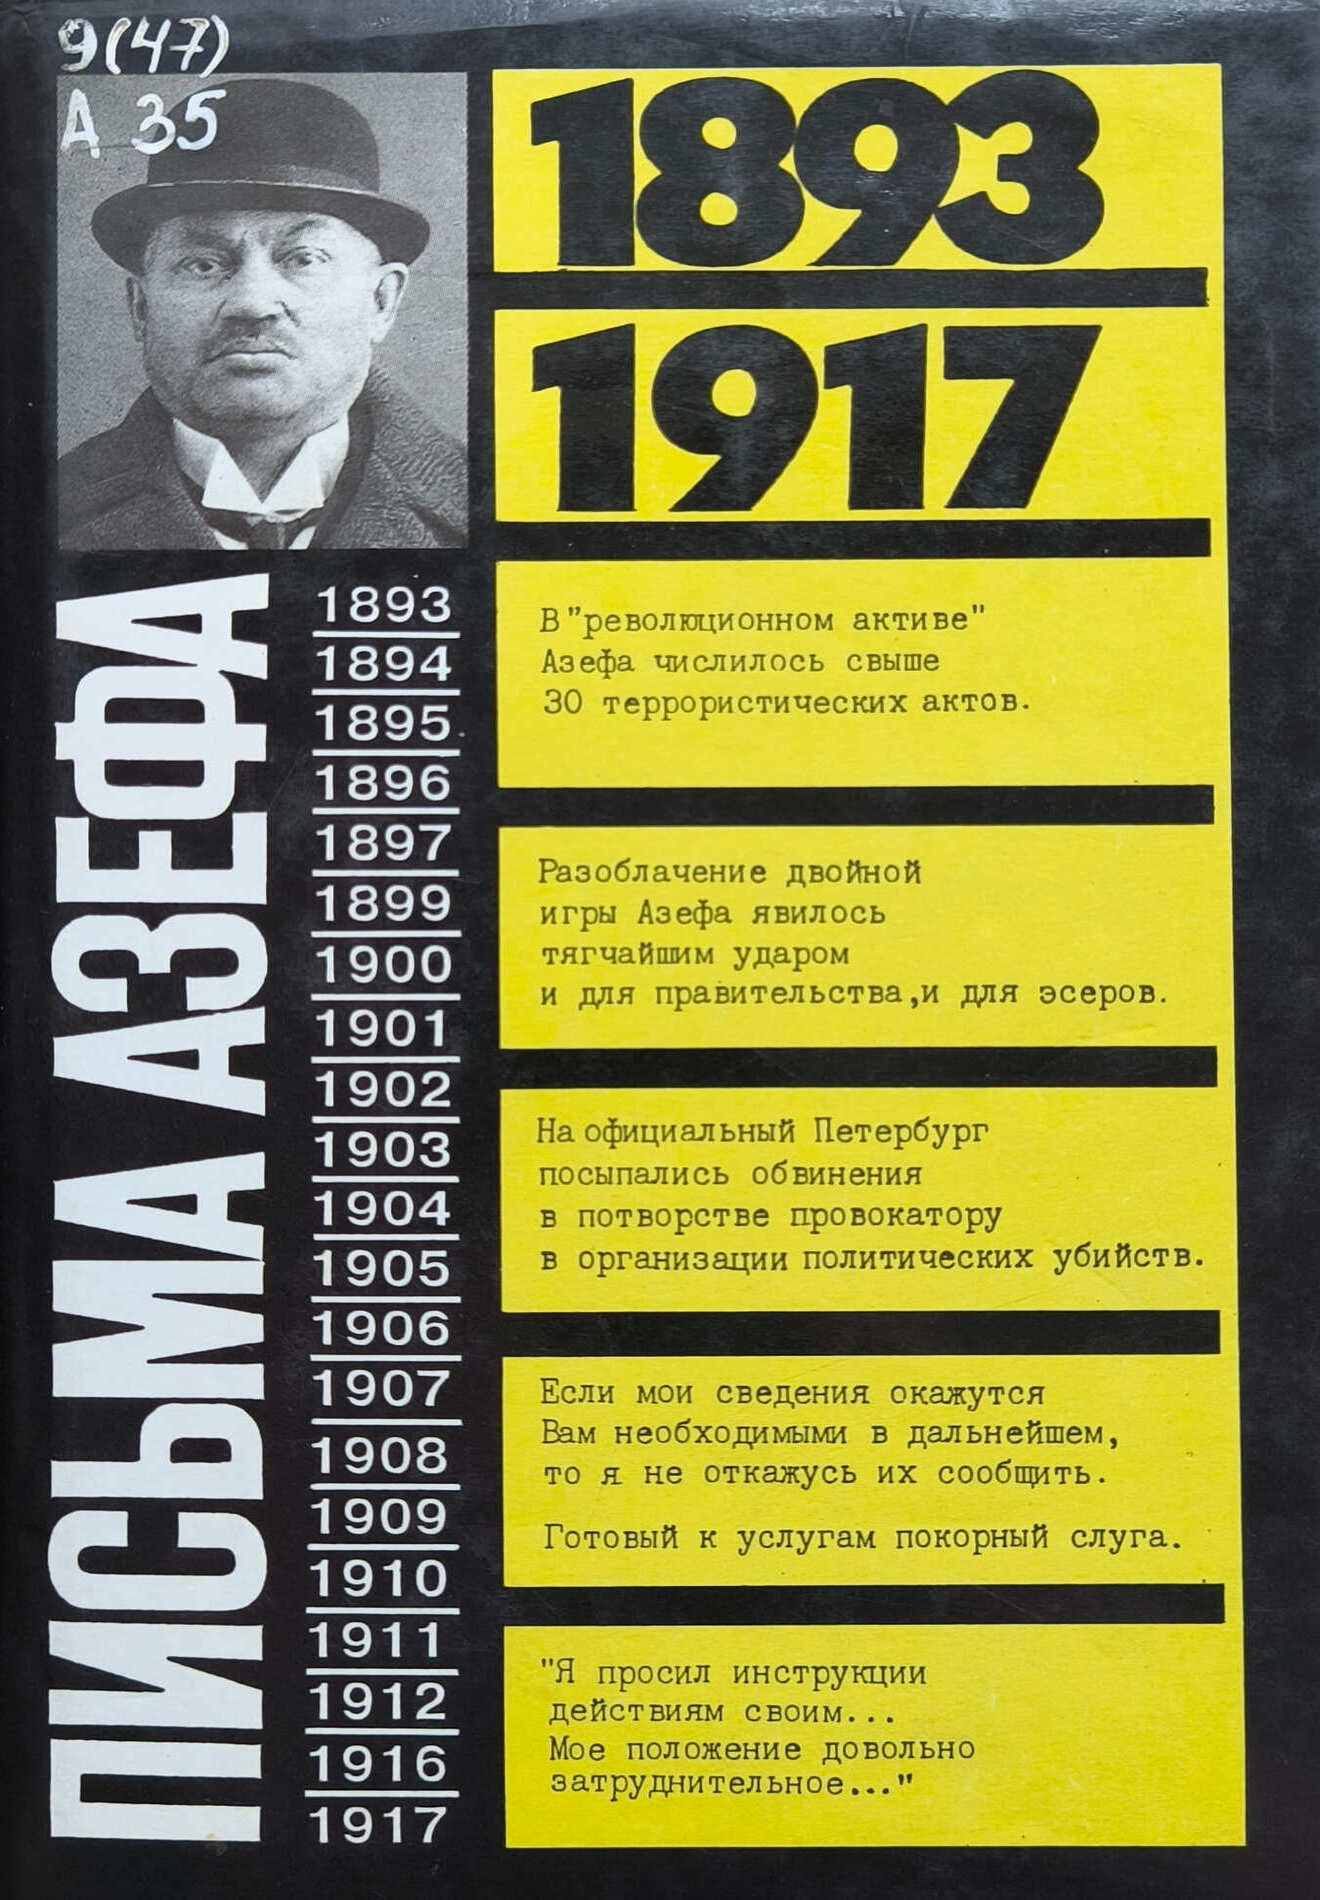 9(47)
А 35
1893
1917
ПИСЬМА АЗЕФА
1893
1894
1895
1896
1897
1899
1900
1901
1902
1903
1904
1905
1906
1907
1908
1909
1910
1911
1912
1916
1917
В "революционном активе"
Азефа числилось свыше
30 террористических актов.
Разоблачение двойной
игры Азефа явилось
тягчайшим ударом
и для правительства,и для эсеров.
На официальный Петербург
посыпались обвинения
в потворстве провокатору
в организации политических убийств.
Если мои сведения окажутся
Вам необходимыми в дальнейшем,
то я не откажусь их сообщить.
Готовый к услугам покорный слуга.
"Я просил инструкции
действиям своим...
Мое положение довольно
затруднительное..."